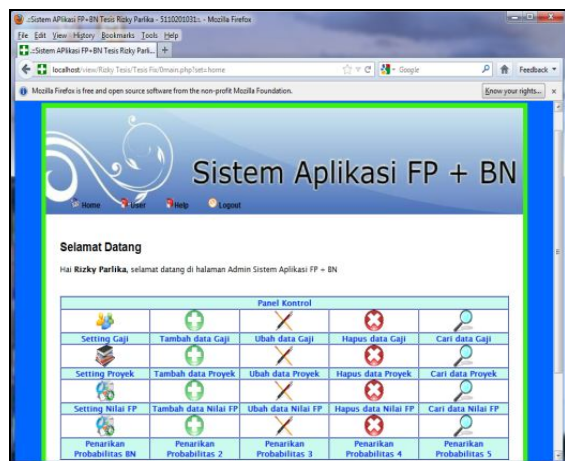 .:Sistem APlikasi FP+BN Tesis Rizky Parlika - 5110201031:. - Mozilla Firefox
File Edit View History Bookmarks Tools Help
.:Sistem APlikasi FP+BN Tesis Rizky Parli...
localhost/view/Rizky Tesis/Tesis Fix/0main.php?set=home
Google
Feedback
Mozilla Firefox is free and open source software from the non-profit Mozilla Foundation.
Know your rights...
Sistem Aplikasi FP + BN
Home User Help Logout
Selamat Datang
Hai Rizky Parlika, selamat datang di halaman Admin Sistem Aplikasi FP + BN
Panel Kontrol
Setting Gaji Tambah data Gaji Ubah data Gaji Hapus data Gaji Cari data Gaji
Setting Proyek Tambah data Proyek Ubah data Proyek Hapus data Proyek Cari data Proyek
Setting Nilai FP Tambah data Nilai FP Ubah data Nilai FP Hapus data Nilai FP Cari data Nilai FP
Penarikan Probabilitas BN
Penarikan Probabilitas 2
Penarikan Probabilitas 3
Penarikan Probabilitas 4
Penarikan Probabilitas 5